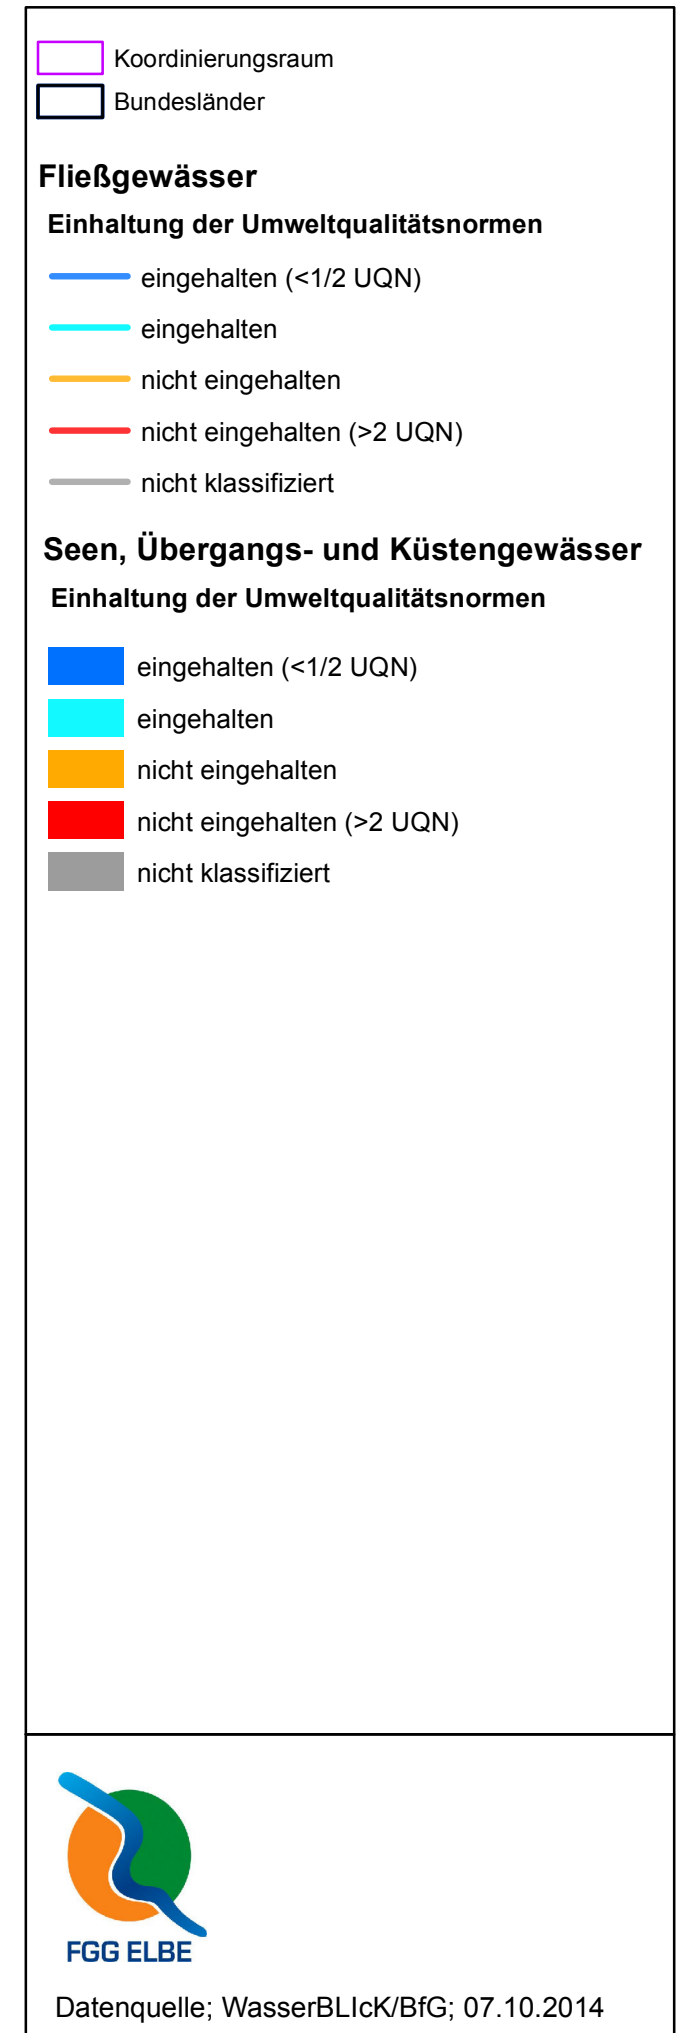 Koordinierungsraum
Bundesländer
Fließgewässer
Einhaltung der Umweltqualitätsnormen
eingehalten (<1/2 UQN)
eingehalten
nicht eingehalten
nicht eingehalten (>2 UQN)
nicht klassifiziert
Seen, Übergangs- und Küstengewässer
Einhaltung der Umweltqualitätsnormen
eingehalten (<1/2 UQN)
eingehalten
nicht eingehalten
nicht eingehalten (>2 UQN)
nicht klassifiziert
FGG ELBE
Datenquelle; WasserBLIcK/BfG; 07.10.2014